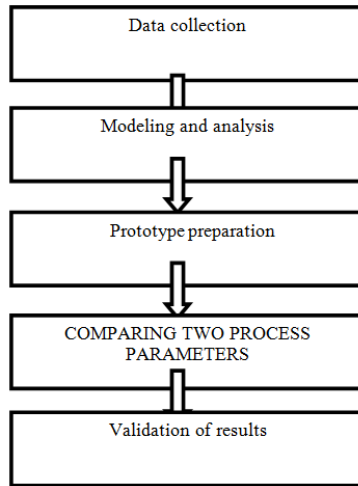 Data collection
Modeling and analysis
Prototype preparation
COMPARING TWO PROCESS
PARAMETERS
Validation of results